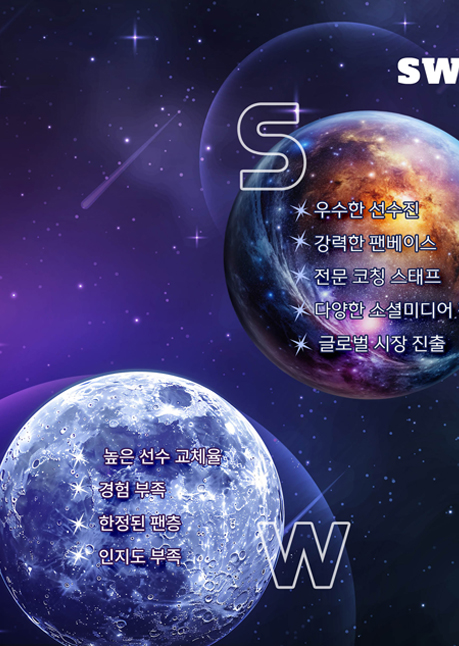 SW
S
우수한 선수진
강력한 팬베이스
전문 코칭 스태프
다양한 소셜미디어
글로벌 시장 진출
높은 선수 교체율
경험 부족
한정된 팬층
인지도 부족
W